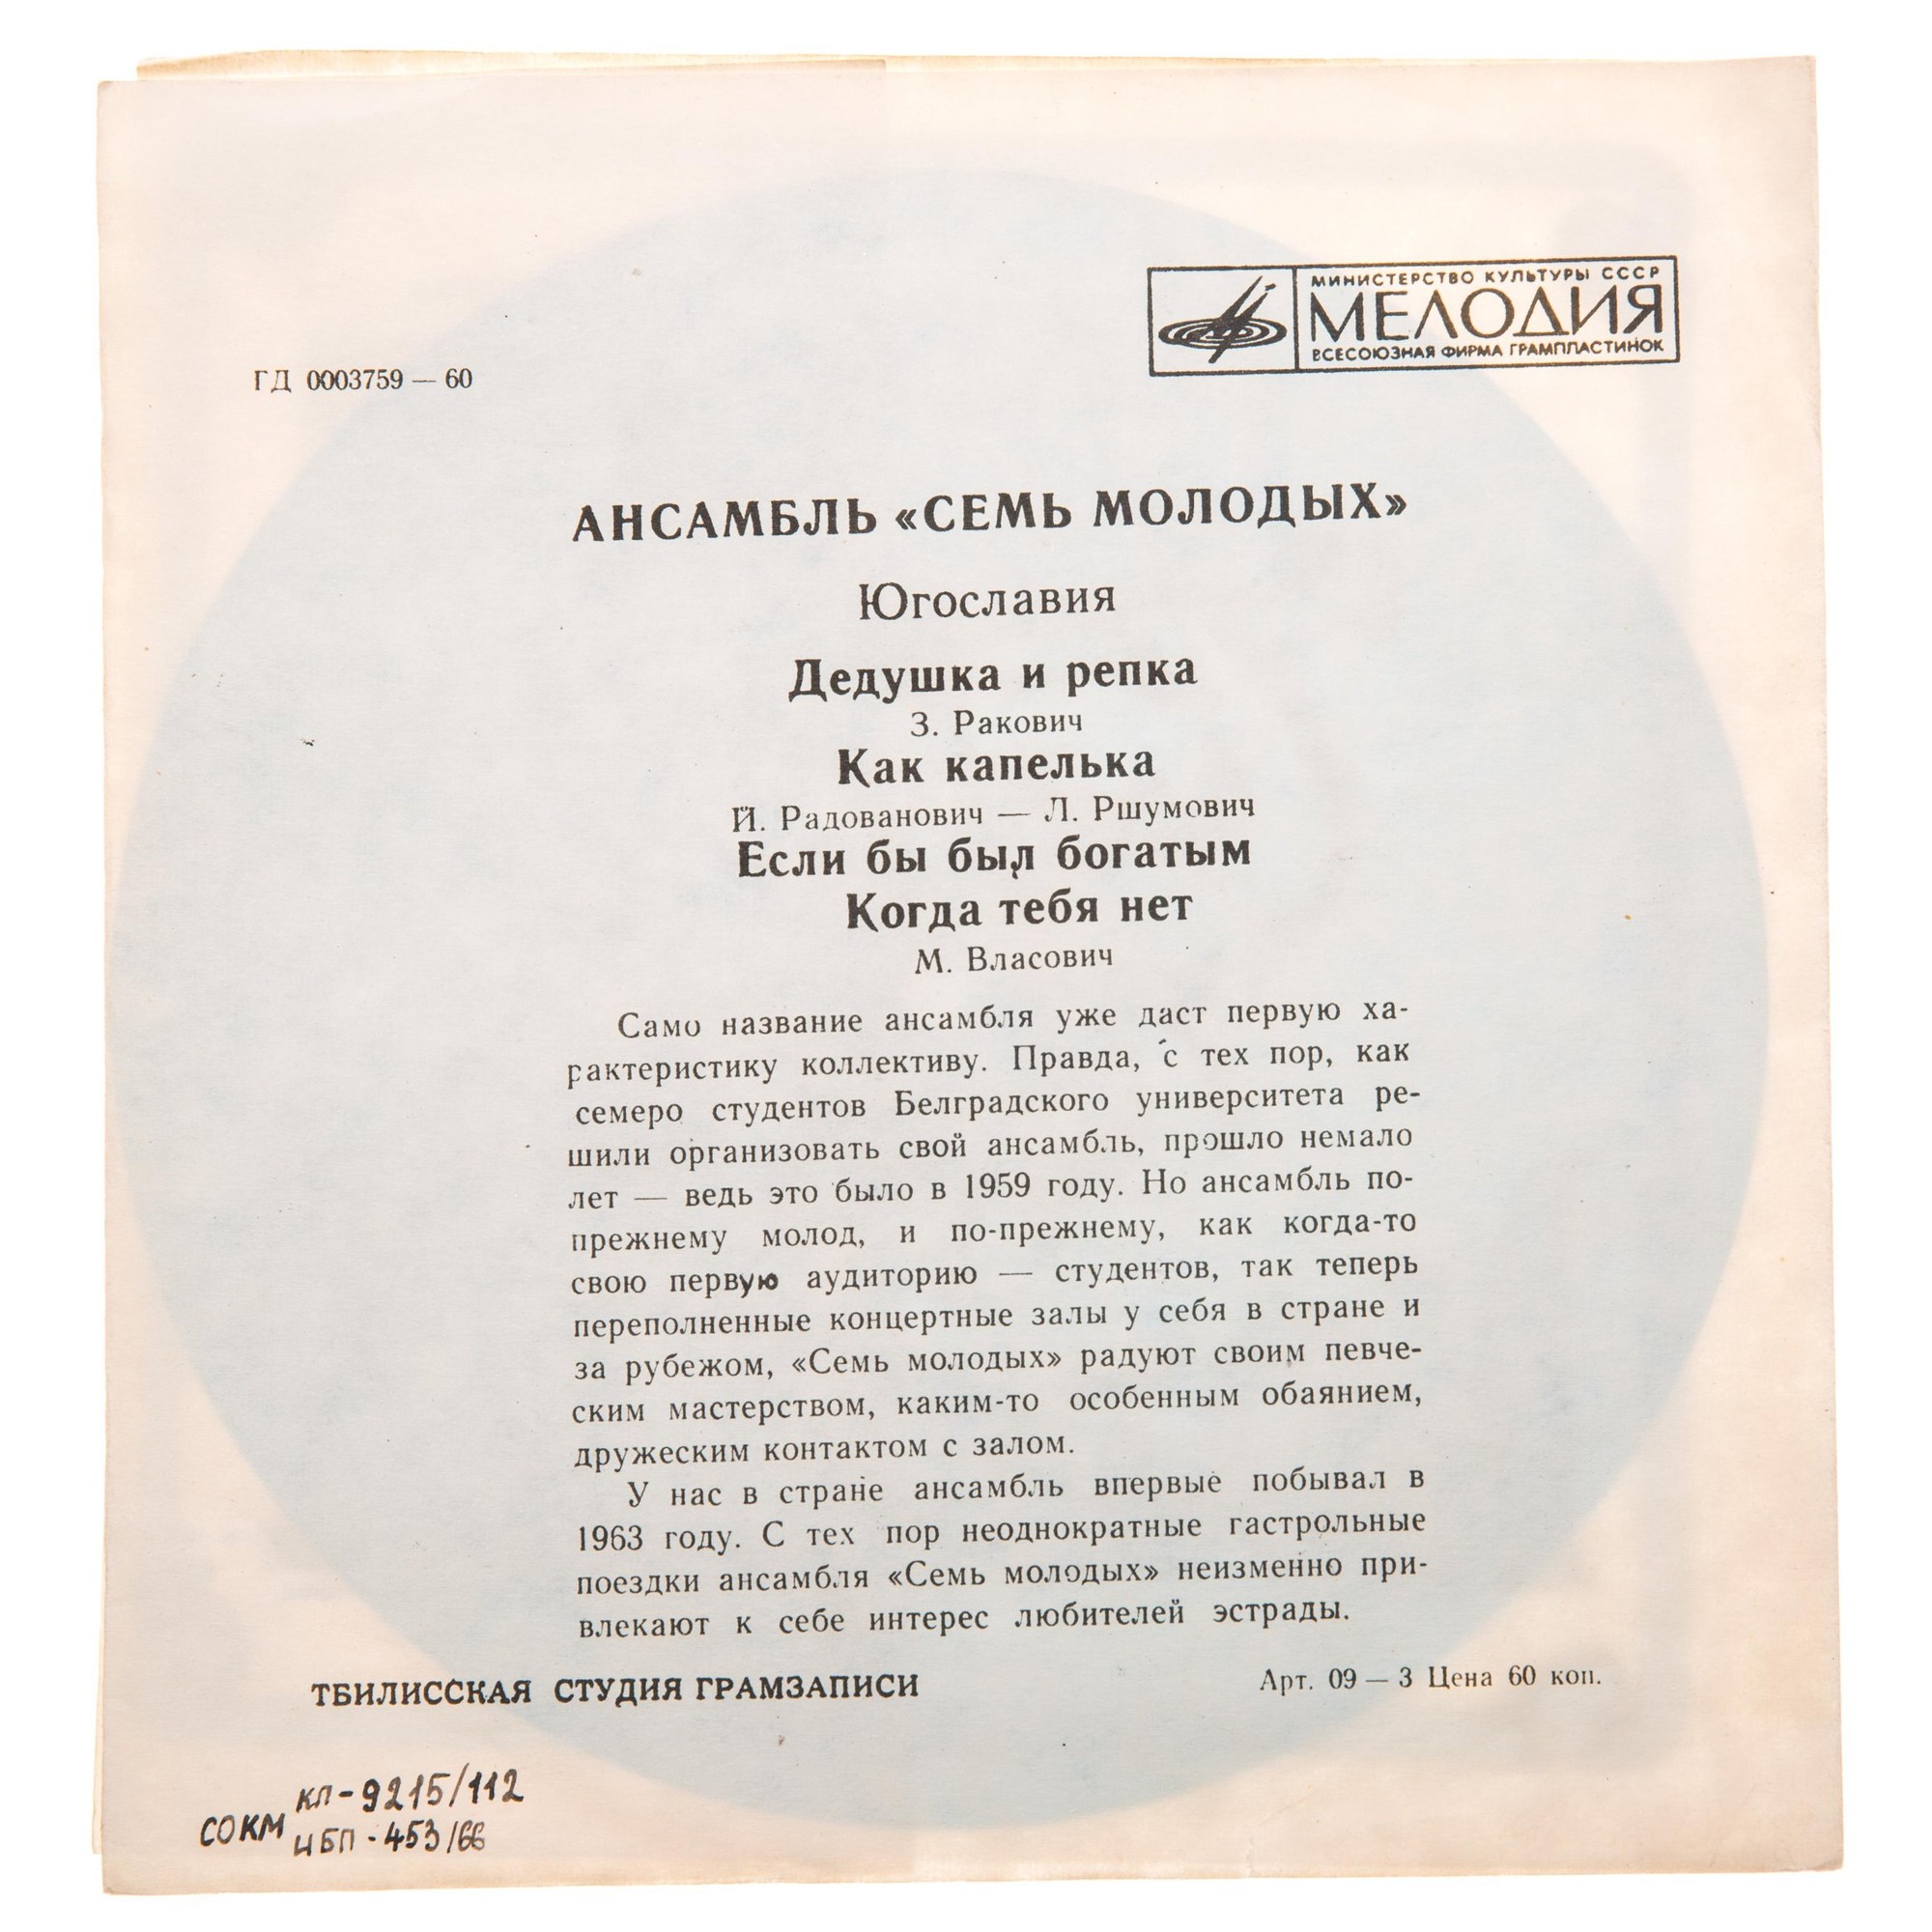 МИНИСТЕРСТВО КУЛЬТУРЫ СССР
МЕЛОДИЯ
ВСЕСОЮЗНАЯ ФИРМА ГРАМПЛАСТИНОК
ГД 0003759 — 60
АНСАМБЛЬ «СЕМЬ МОЛОДЫХ»
Югославия
Дедушка и репка
З. Ракович
Как капелька
Й. Радованович — Л. Ршумович
Если бы был богатым
Когда тебя нет
М. Власович
Само название ансамбля уже даст первую ха-
рактеристику коллективу. Правда, с тех пор, как
семеро студентов Белградского университета ре-
шили организовать свой ансамбль, прошло немало
лет — ведь это было в 1959 году. Но ансамбль по-
прежнему молод, и по-прежнему, как когда-то
свою первую аудиторию — студентов, так теперь
переполненные концертные залы у себя в стране и
за рубежом, «Семь молодых» радуют своим певче-
ским мастерством, каким-то особенным обаянием,
дружеским контактом с залом.
У нас в стране ансамбль впервые побывал в
1963 году. С тех пор неоднократные гастрольные
поездки ансамбля «Семь молодых» неизменно при-
влекают к себе интерес любителей эстрады.
ТБИЛИССКАЯ СТУДИЯ ГРАМЗАПИСИ
Арт. 09 — 3 Цена 60 коп.
КП-9215/112
СОКМ
ЦБП-453/66